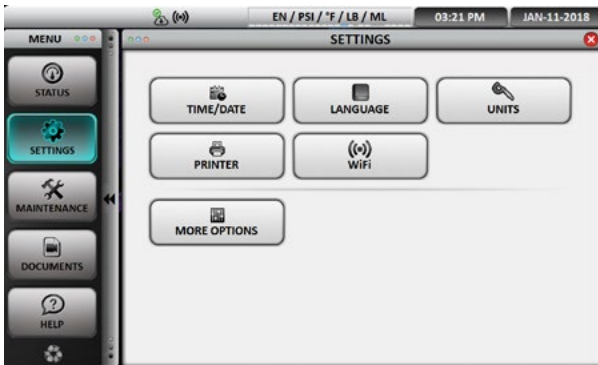 EN / PSI / °F / LB / ML 03:21 PM JAN-11-2018
MENU SETTINGS
STATUS
SETTINGS
MAINTENANCE
DOCUMENTS
HELP
TIME/DATE LANGUAGE UNITS
PRINTER WiFi
MORE OPTIONS